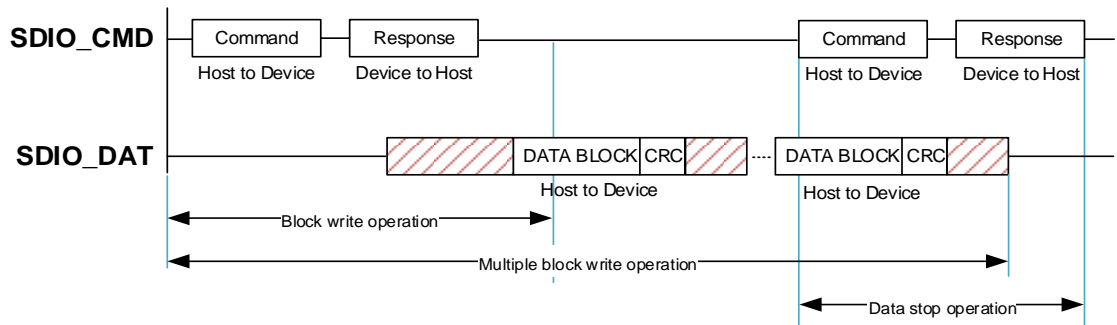 SDIO_CMD
Command
Response
Command
Response
Host to Device
Device to Host
Host to Device
Device to Host
SDIO_DAT
DATA BLOCK
CRC
DATA BLOCK
CRC
Host to Device
Host to Device
Block write operation
Multiple block write operation
Data stop operation